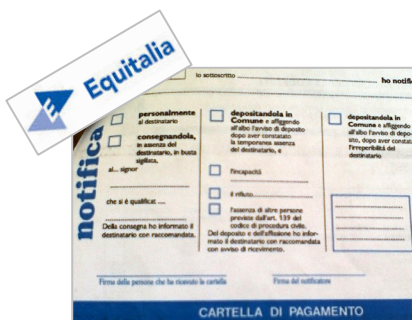 Equitalia
Io sottoscritto
ho notifi
notifica
personalmente
al destinatario
consegnandola,
in assenza del
destinatario, in busta
sigillata,
al... signor
che si è qualificat ....
Della consegna ho informato il
destinatario con raccomandata.
depositandola in
Comune e affiggendo
all'albo l'avviso di deposito
dopo aver constatato
la temporanea assenza
del destinatario, e
l'incapacità
il rifiuto
l'assenza di altre persone
previste dall'art. 139 del
codice di procedura civile.
Del deposito e dell'affissione ho infor-
mato il destinatario con raccomandata
con avviso di ricevimento.
depositandola in
Comune e affiggendo
all'albo l'avviso di depo
sito, dopo aver constata
l'irreperibilità del
destinatario
Firma della persona che ha ricevuto la cartella
Firma del notificatore
CARTELLA DI PAGAMENTO